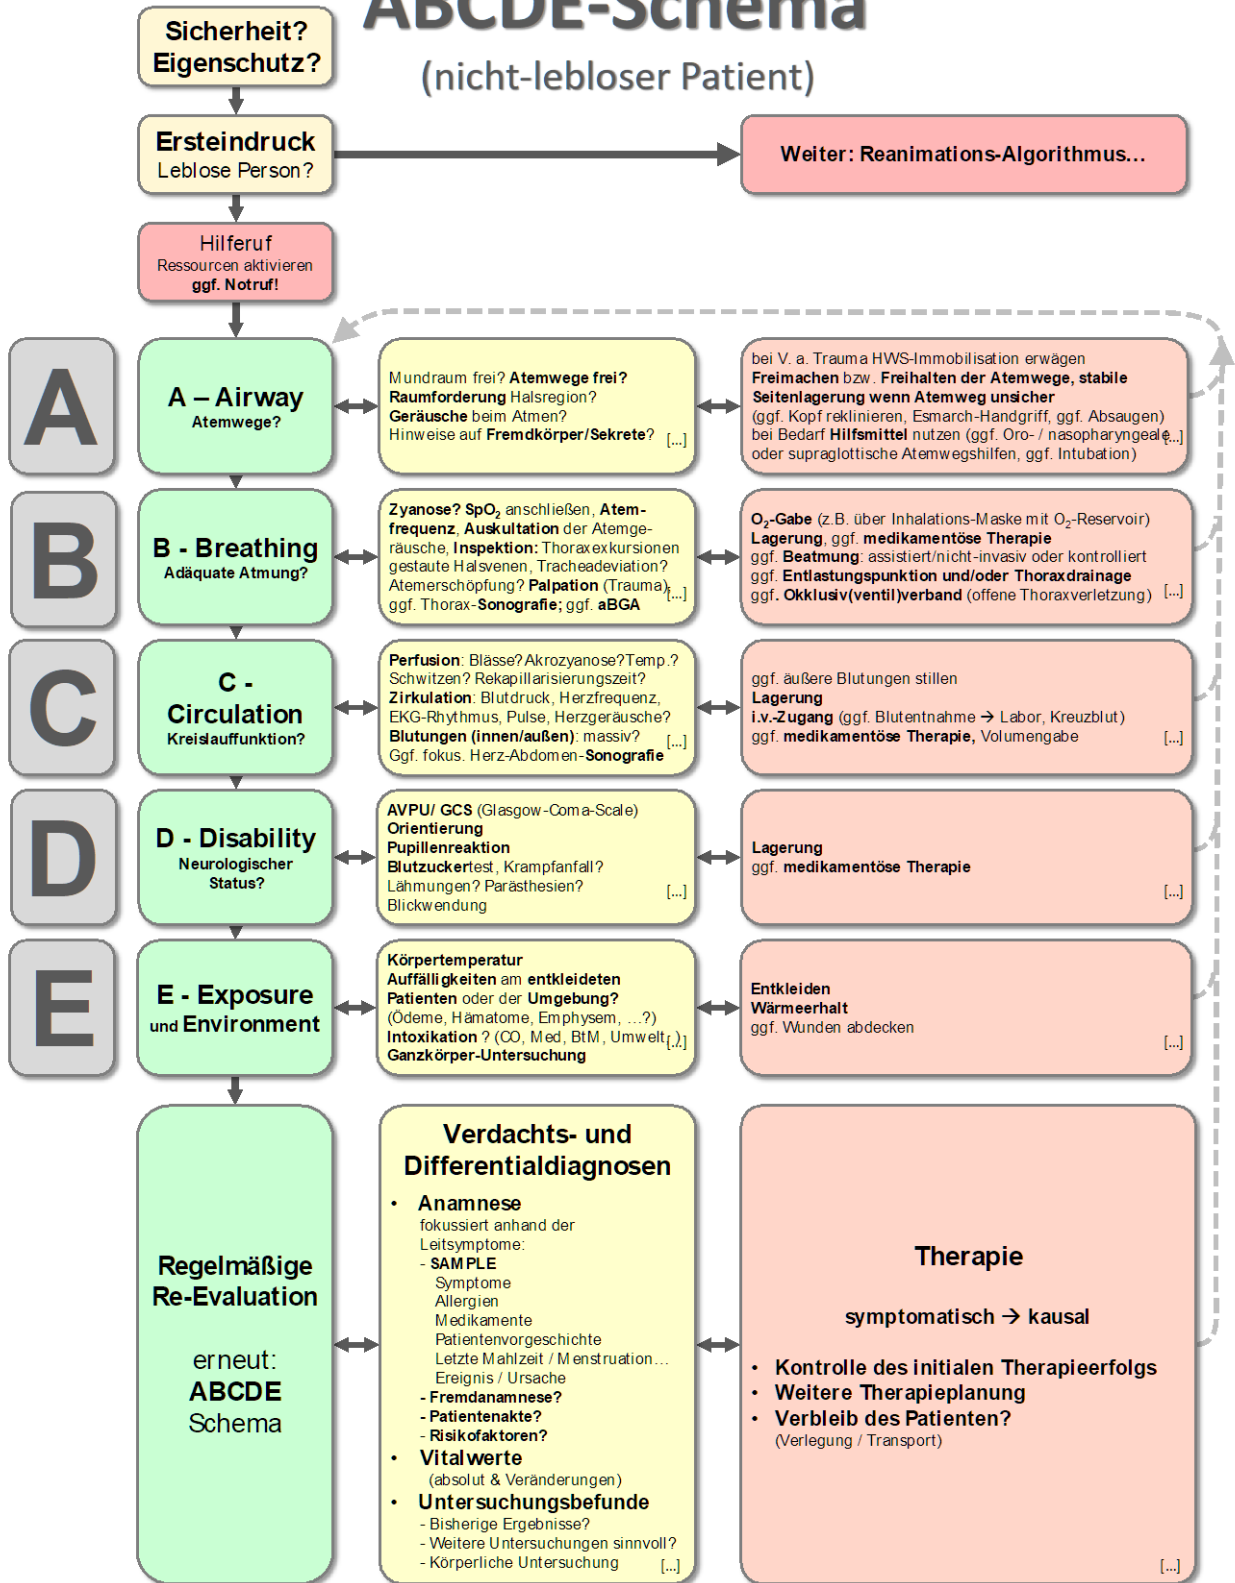 ABCDE-Schema
(nicht-lebloser Patient)
Sicherheit?
Eigenschutz?
Ersteindruck
Leblose Person?
Weiter: Reanimations-Algorithmus…
Hilferuf
Ressourcen aktivieren
ggf. Notruf!
A
A – Airway
Atemwege?
Mundraum frei? Atemwege frei?
Raumforderung Halsregion?
Geräusche beim Atmen?
Hinweise auf Fremdkörper/Sekrete?
[...]
bei V. a. Trauma HWS-Immobilisation erwägen
Freimachen bzw. Freihalten der Atemwege, stabile
Seitenlagerung wenn Atemweg unsicher
(ggf. Kopf reklinieren, Esmarch-Handgriff, ggf. Absaugen)
bei Bedarf Hilfsmittel nutzen (ggf. Oro- / nasopharyngeale
oder supraglottische Atemwegshilfen, ggf. Intubation)
[...]
B
B - Breathing
Adäquate Atmung?
Zyanose? SpO₂ anschließen, Atem-
frequenz, Auskultation der Atemge-
räusche, Inspektion: Thoraxexkursionen
gestaute Halsvenen, Tracheadeviation?
Atemerschöpfung? Palpation (Trauma),
ggf. Thorax-Sonografie; ggf. aBGA
[...]
O₂-Gabe (z.B. über Inhalations-Maske mit O₂-Reservoir)
Lagerung, ggf. medikamentöse Therapie
ggf. Beatmung: assistiert/nicht-invasiv oder kontrolliert
ggf. Entlastungspunktion und/oder Thoraxdrainage
ggf. Okklusiv(ventil)verband (offene Thoraxverletzung)
[...]
C
C -
Circulation
Kreislauffunktion?
Perfusion: Blässe? Akrozyanose? Temp.?
Schwitzen? Rekapillarisierungszeit?
Zirkulation: Blutdruck, Herzfrequenz,
EKG-Rhythmus, Pulse, Herzgeräusche?
Blutungen (innen/außen): massiv?
Ggf. fokus. Herz-Abdomen-Sonografie
[...]
ggf. äußere Blutungen stillen
Lagerung
i.v.-Zugang (ggf. Blutentnahme → Labor, Kreuzblut)
ggf. medikamentöse Therapie, Volumengabe
[...]
D
D - Disability
Neurologischer
Status?
AVPU/ GCS (Glasgow-Coma-Scale)
Orientierung
Pupillenreaktion
Blutzuckertest, Krampfanfall?
Lähmungen? Parästhesien?
Blickwendung
[...]
Lagerung
ggf. medikamentöse Therapie
[...]
E
E - Exposure
und Environment
Körpertemperatur
Auffälligkeiten am entkleideten
Patienten oder der Umgebung?
(Ödeme, Hämatome, Emphysem, …?)
Intoxikation ? (CO, Med, BtM, Umwelt..)
Ganzkörper-Untersuchung
[...]
Entkleiden
Wärmeerhalt
ggf. Wunden abdecken
[...]
Regelmäßige
Re-Evaluation
erneut:
ABCDE
Schema
Verdachts- und
Differentialdiagnosen
• Anamnese
fokussiert anhand der
Leitsymptome:
- SAMPLE
Symptome
Allergien
Medikamente
Patientenvorgeschichte
Letzte Mahlzeit / Menstruation…
Ereignis / Ursache
- Fremdanamnese?
- Patientenakte?
- Risikofaktoren?
• Vitalwerte
(absolut & Veränderungen)
• Untersuchungsbefunde
- Bisherige Ergebnisse?
- Weitere Untersuchungen sinnvoll?
- Körperliche Untersuchung
[...]
Therapie
symptomatisch → kausal
• Kontrolle des initialen Therapieerfolgs
• Weitere Therapieplanung
• Verbleib des Patienten?
(Verlegung / Transport)
[...]